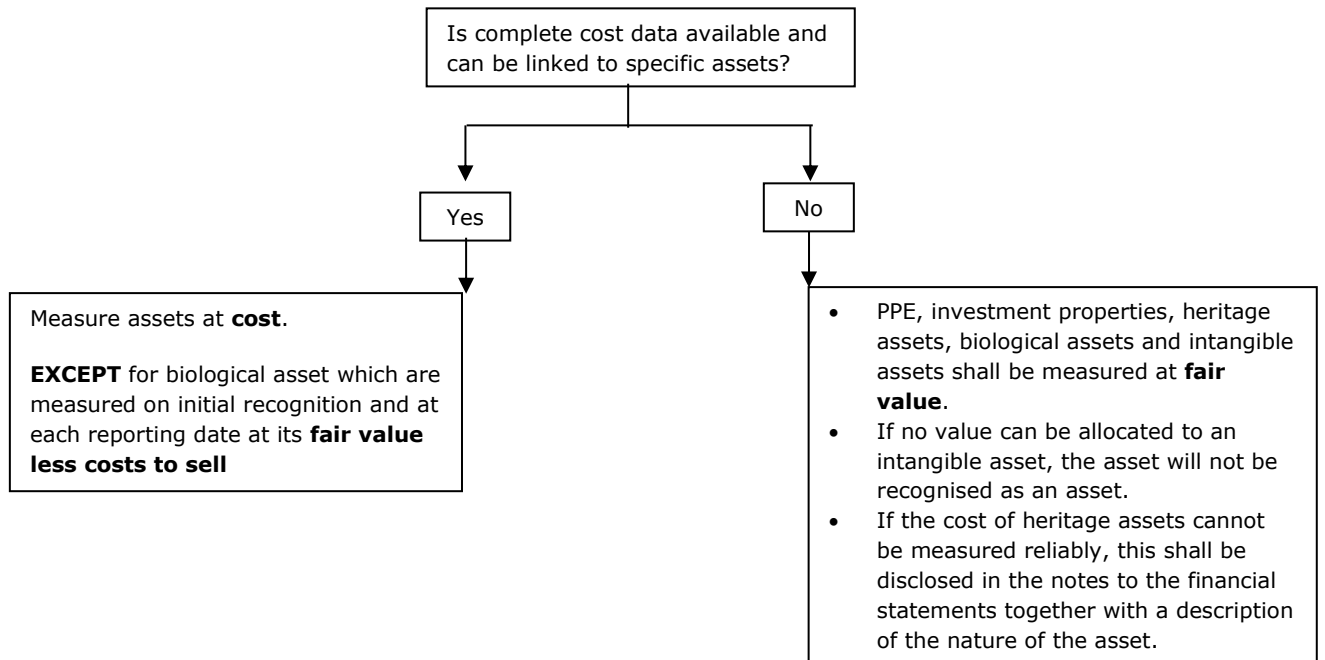 Is complete cost data available and
can be linked to specific assets?
Yes
No
Measure assets at cost.
EXCEPT for biological asset which are
measured on initial recognition and at
each reporting date at its fair value
less costs to sell
• PPE, investment properties, heritage
assets, biological assets and intangible
assets shall be measured at fair
value.
• If no value can be allocated to an
intangible asset, the asset will not be
recognised as an asset.
• If the cost of heritage assets cannot
be measured reliably, this shall be
disclosed in the notes to the financial
statements together with a description
of the nature of the asset.